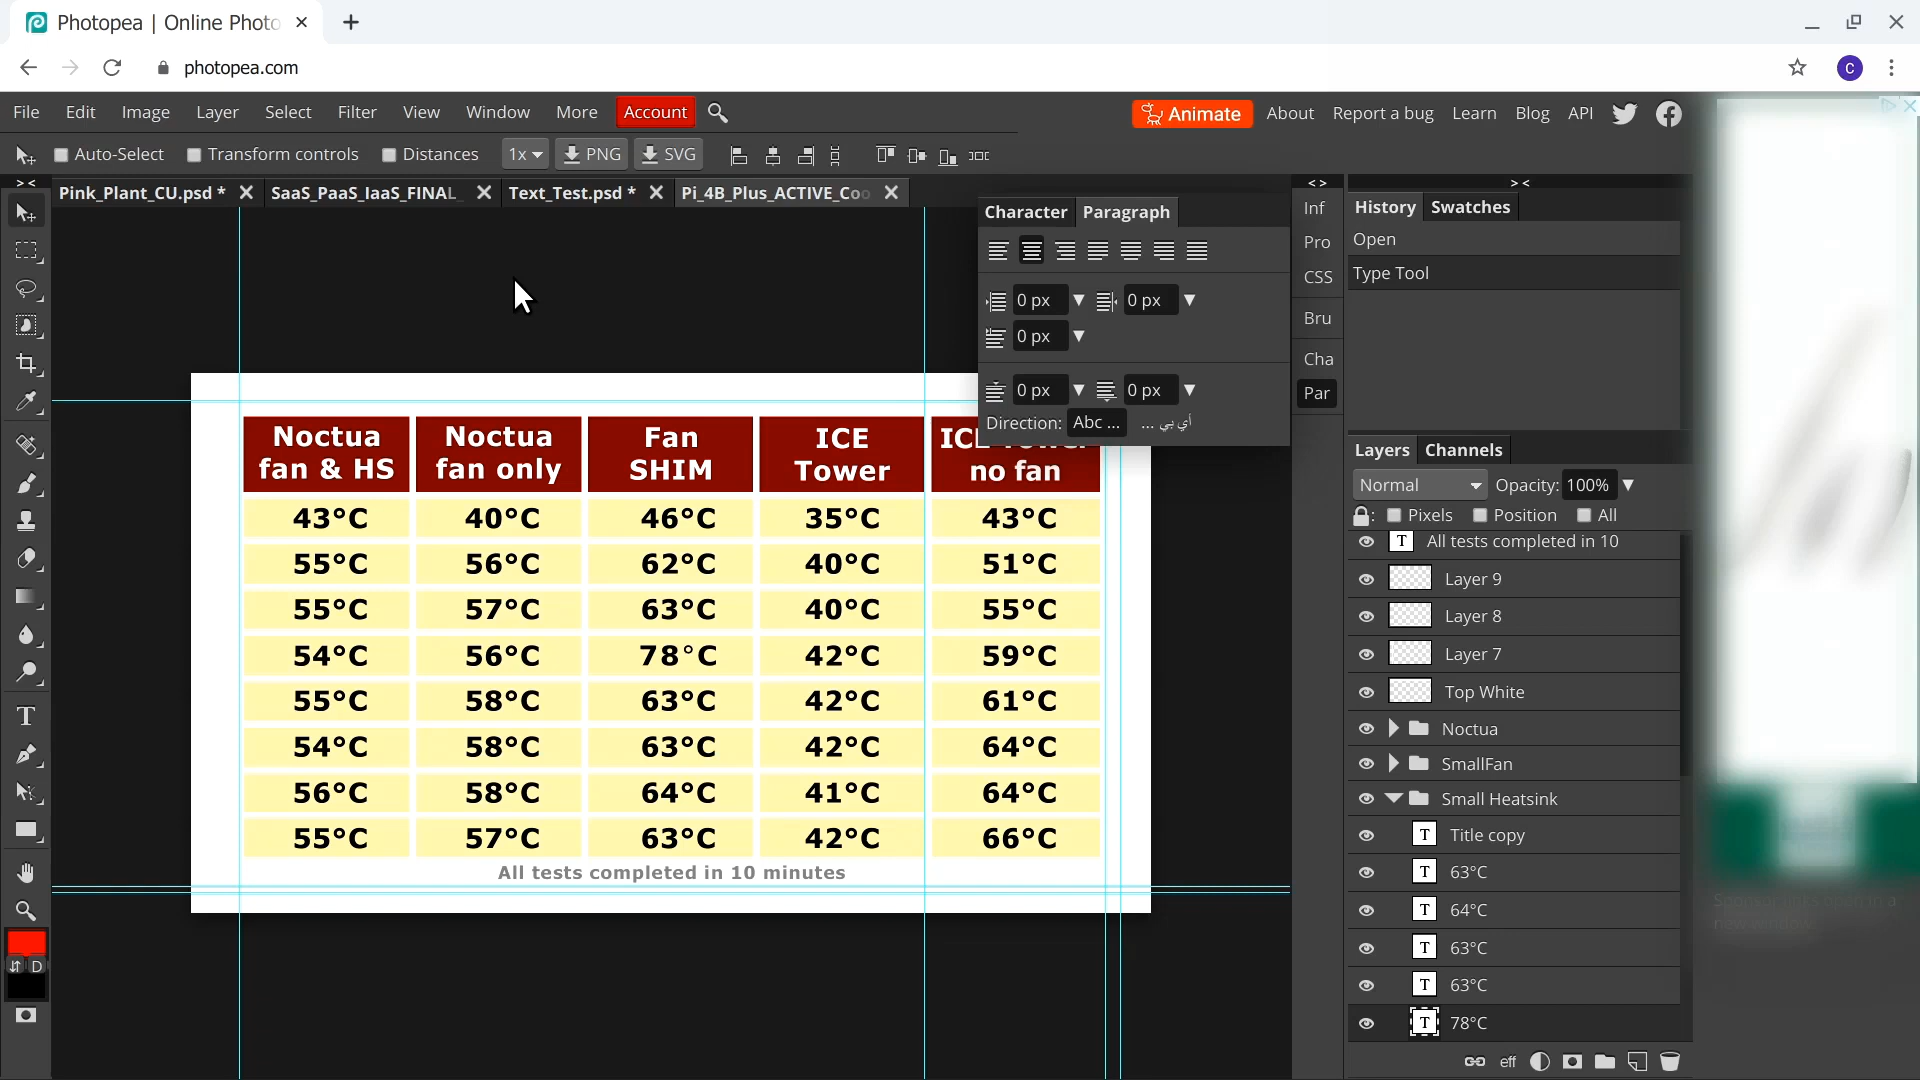 Photopea | Online Photo
photopea.com
File Edit Image Layer Select Filter View Window More Account
Animate About Report a bug Learn Blog API
Auto-Select Transform controls Distances 1x PNG SVG
Pink_Plant_CU.psd * SaaS_PaaS_IaaS_FINAL_ Text_Test.psd * Pi_4B_Plus_ACTIVE_Coo
Character Paragraph
0 px 0 px
0 px
0 px 0 px
Direction: Abc ... ... أي بي
Inf
Pro
CSS
Bru
Cha
Par
History Swatches
Open
Type Tool
Layers Channels
Normal Opacity: 100%
: Pixels Position All
T All tests completed in 10
Layer 9
Layer 8
Layer 7
Top White
Noctua
SmallFan
Small Heatsink
T Title copy
T 63°C
T 64°C
T 63°C
T 63°C
T 78°C
eff
Noctua fan & HS
Noctua fan only
Fan SHIM
ICE Tower
ICE Tower no fan
43°C 40°C 46°C 35°C 43°C
55°C 56°C 62°C 40°C 51°C
55°C 57°C 63°C 40°C 55°C
54°C 56°C 78°C 42°C 59°C
55°C 58°C 63°C 42°C 61°C
54°C 58°C 63°C 42°C 64°C
56°C 58°C 64°C 41°C 64°C
55°C 57°C 63°C 42°C 66°C
All tests completed in 10 minutes
T
D
C